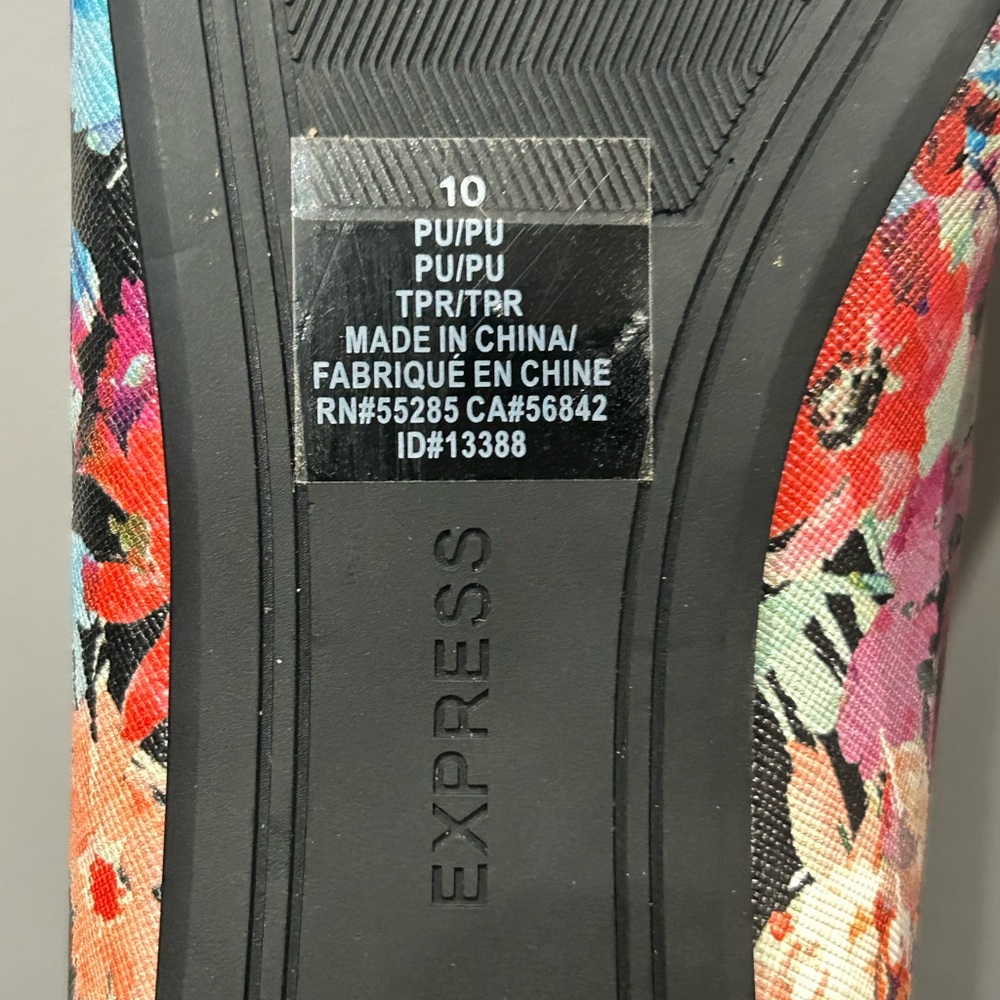 10
PU/PU
PU/PU
TPR/TPR
MADE IN CHINA/
FABRIQUÉ EN CHINE
RN#55285 CA#56842
ID#13388
EXPRESS